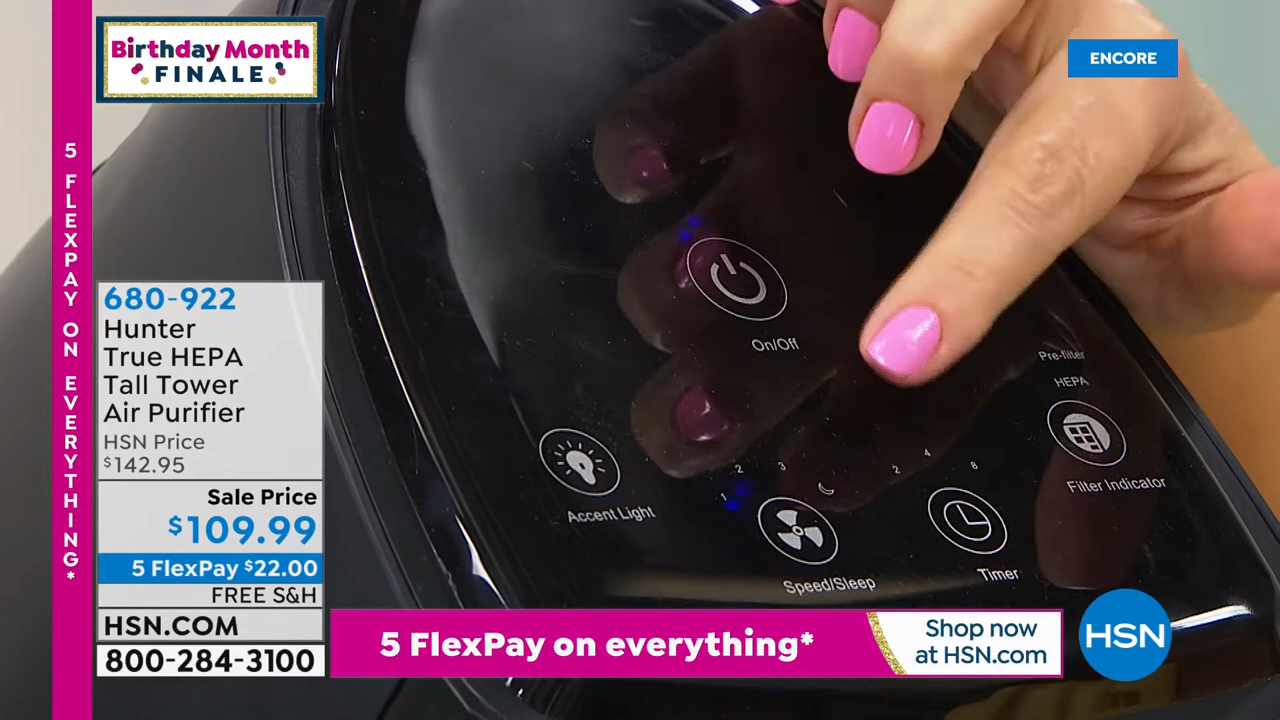 Birthday Month
FINALE
ENCORE
5 FLEXPAY ON EVERYTHING*
680-922
Hunter
True HEPA
Tall Tower
Air Purifier
HSN Price
$142.95
Sale Price
$109.99
5 FlexPay $22.00
FREE S&H
HSN.COM
800-284-3100
On/Off
Pre-filter
HEPA
Filter Indicator
Accent Light
1 2 3
Speed/Sleep
2 4 8
Timer
5 FlexPay on everything*
Shop now
at HSN.com
HSN